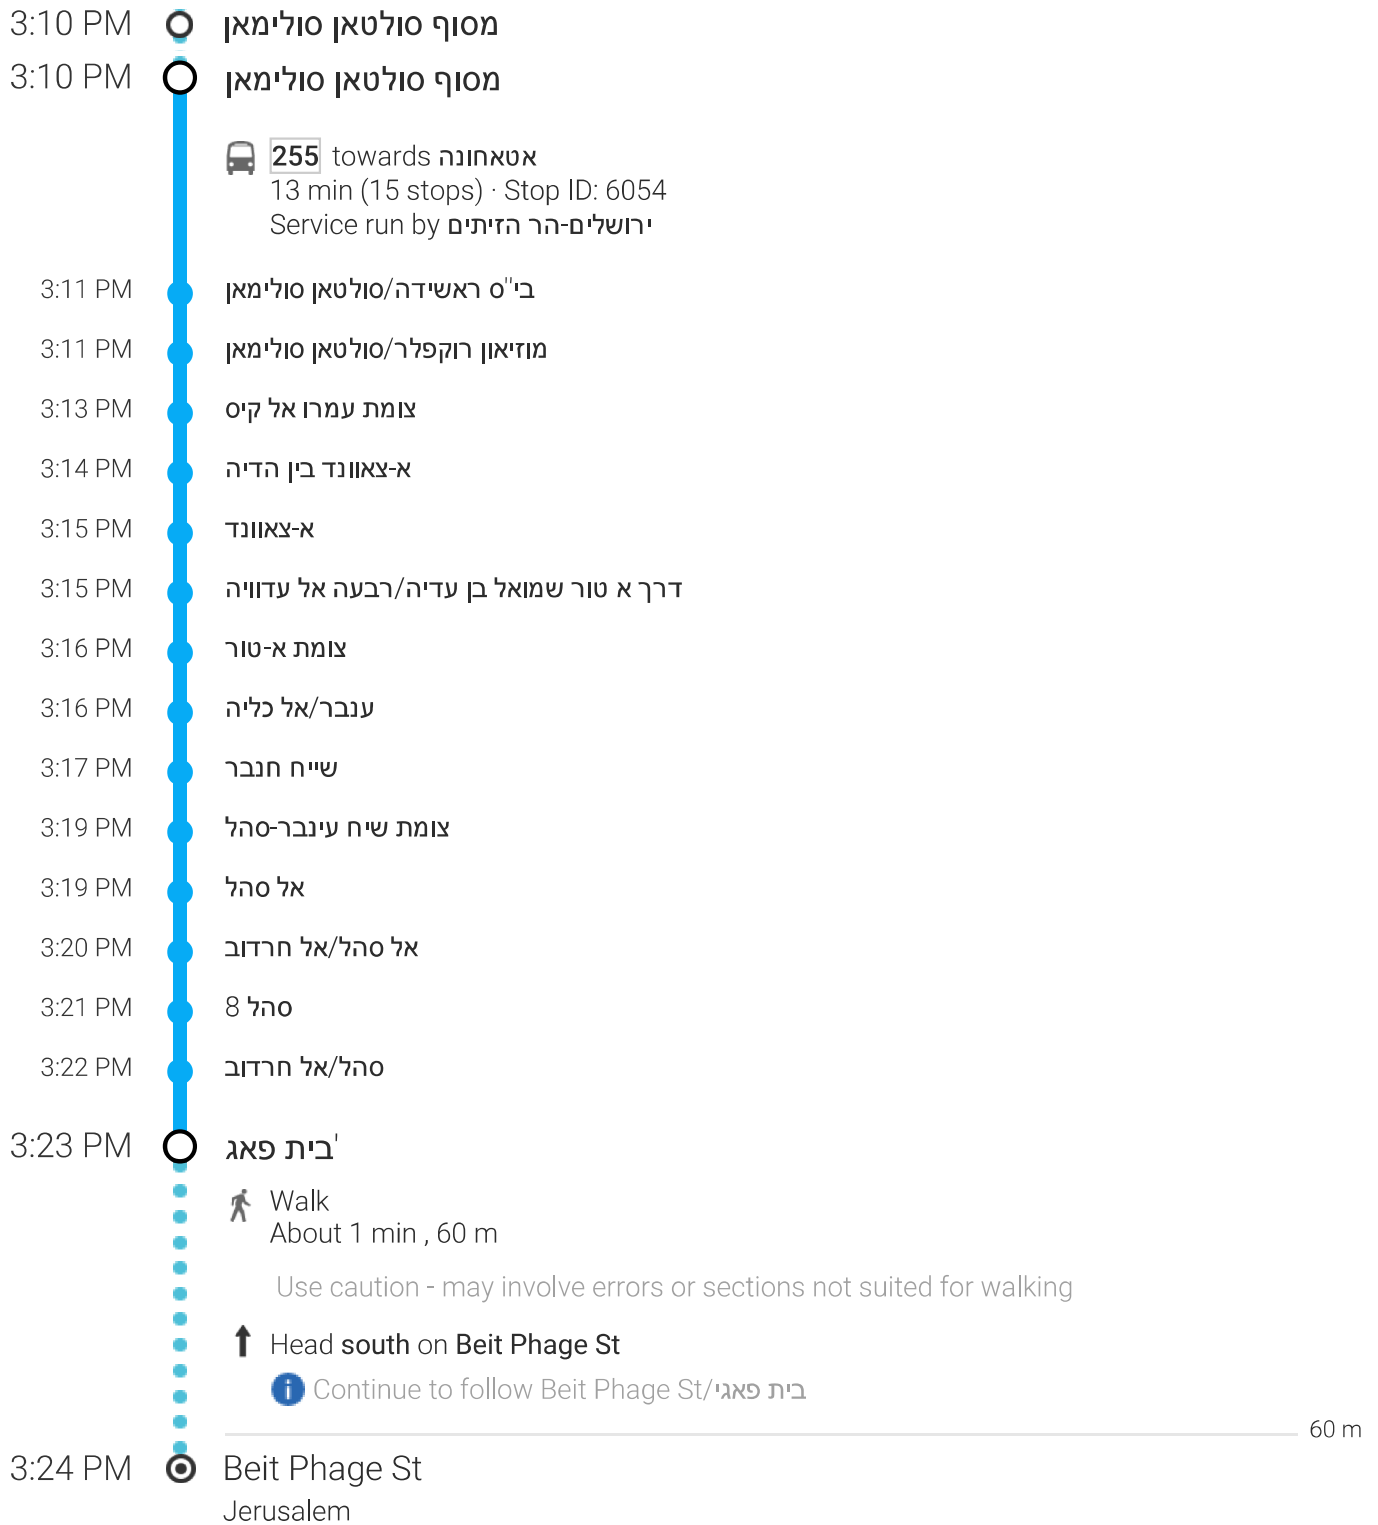 3:10 PM מסוף סולטאן סולימאן
3:10 PM מסוף סולטאן סולימאן
255 towards אטאחונה
13 min (15 stops) · Stop ID: 6054
Service run by ירושלים-הר הזיתים
3:11 PM בי''ס ראשידה/סולטאן סולימאן
3:11 PM מוזיאון רוקפלר/סולטאן סולימאן
3:13 PM צומת עמרו אל קיס
3:14 PM א-צאוונד בין הדיה
3:15 PM א-צאוונד
3:15 PM דרך א טור שמואל בן עדיה/רבעה אל עדוויה
3:16 PM צומת א-טור
3:16 PM ענבר/אל כליה
3:17 PM שייח חנבר
3:19 PM צומת שיח עינבר-סהל
3:19 PM אל סהל
3:20 PM אל סהל/אל חרדוב
3:21 PM סהל 8
3:22 PM סהל/אל חרדוב
3:23 PM בית פאג'
Walk
About 1 min , 60 m
Use caution - may involve errors or sections not suited for walking
Head south on Beit Phage St
Continue to follow Beit Phage St/בית פאגי
60 m
3:24 PM Beit Phage St
Jerusalem